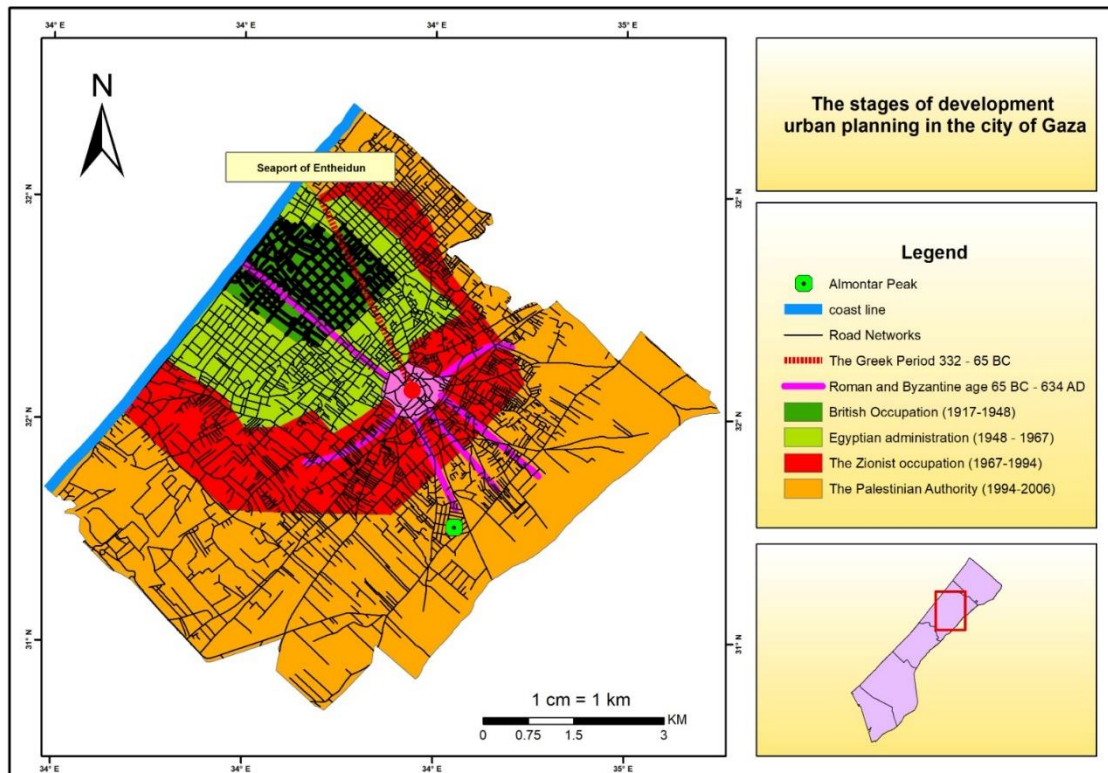 34° E
34° E
34° E
35° E
N
Seaport of Entheidun
32° N
32° N
32° N
32° N
31° N
31° N
1 cm = 1 km
KM
0 0.75 1.5 3
34° E
34° E
34° E
35° E
The stages of development
urban planning in the city of Gaza
Legend
Almontar Peak
coast line
Road Networks
The Greek Period 332 - 65 BC
Roman and Byzantine age 65 BC - 634 AD
British Occupation (1917-1948)
Egyptian administration (1948 - 1967)
The Zionist occupation (1967-1994)
The Palestinian Authority (1994-2006)